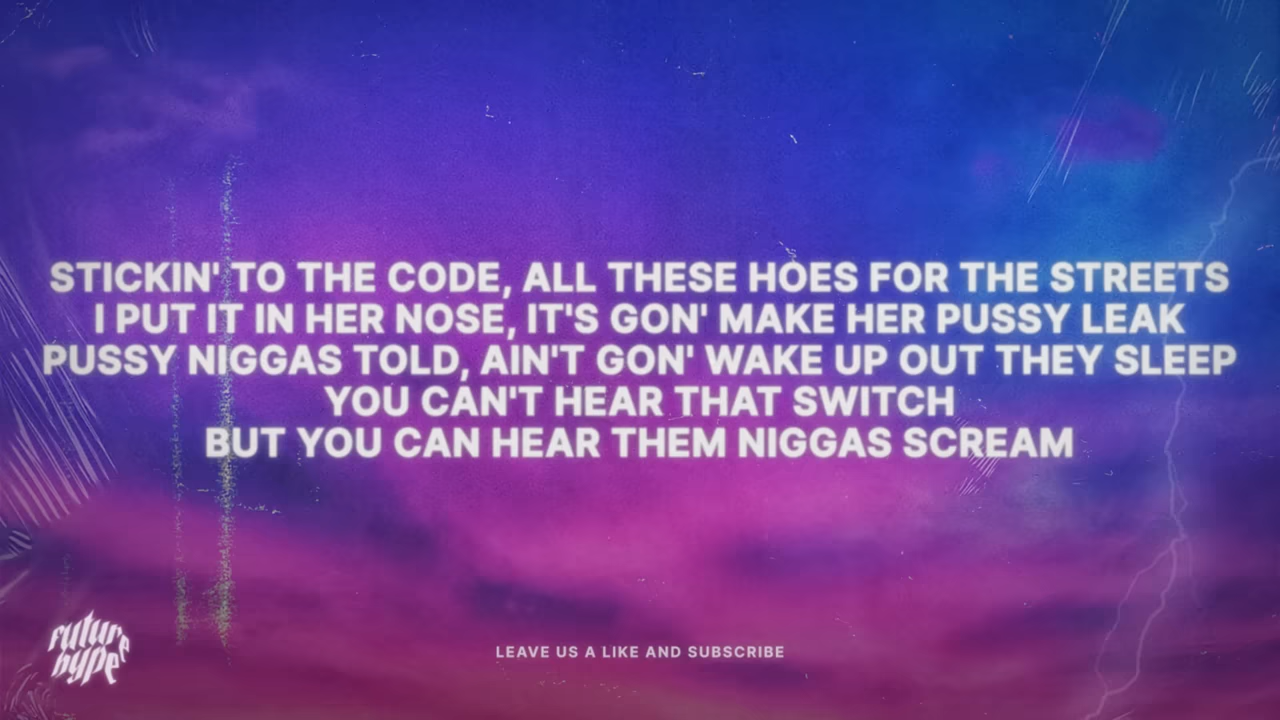 STICKIN' TO THE CODE, ALL THESE HOES FOR THE STREETS
I PUT IT IN HER NOSE, IT'S GON' MAKE HER PUSSY LEAK
PUSSY NIGGAS TOLD, AIN'T GON' WAKE UP OUT THEY SLEEP
YOU CAN'T HEAR THAT SWITCH
BUT YOU CAN HEAR THEM NIGGAS SCREAM
LEAVE US A LIKE AND SUBSCRIBE
future
hype